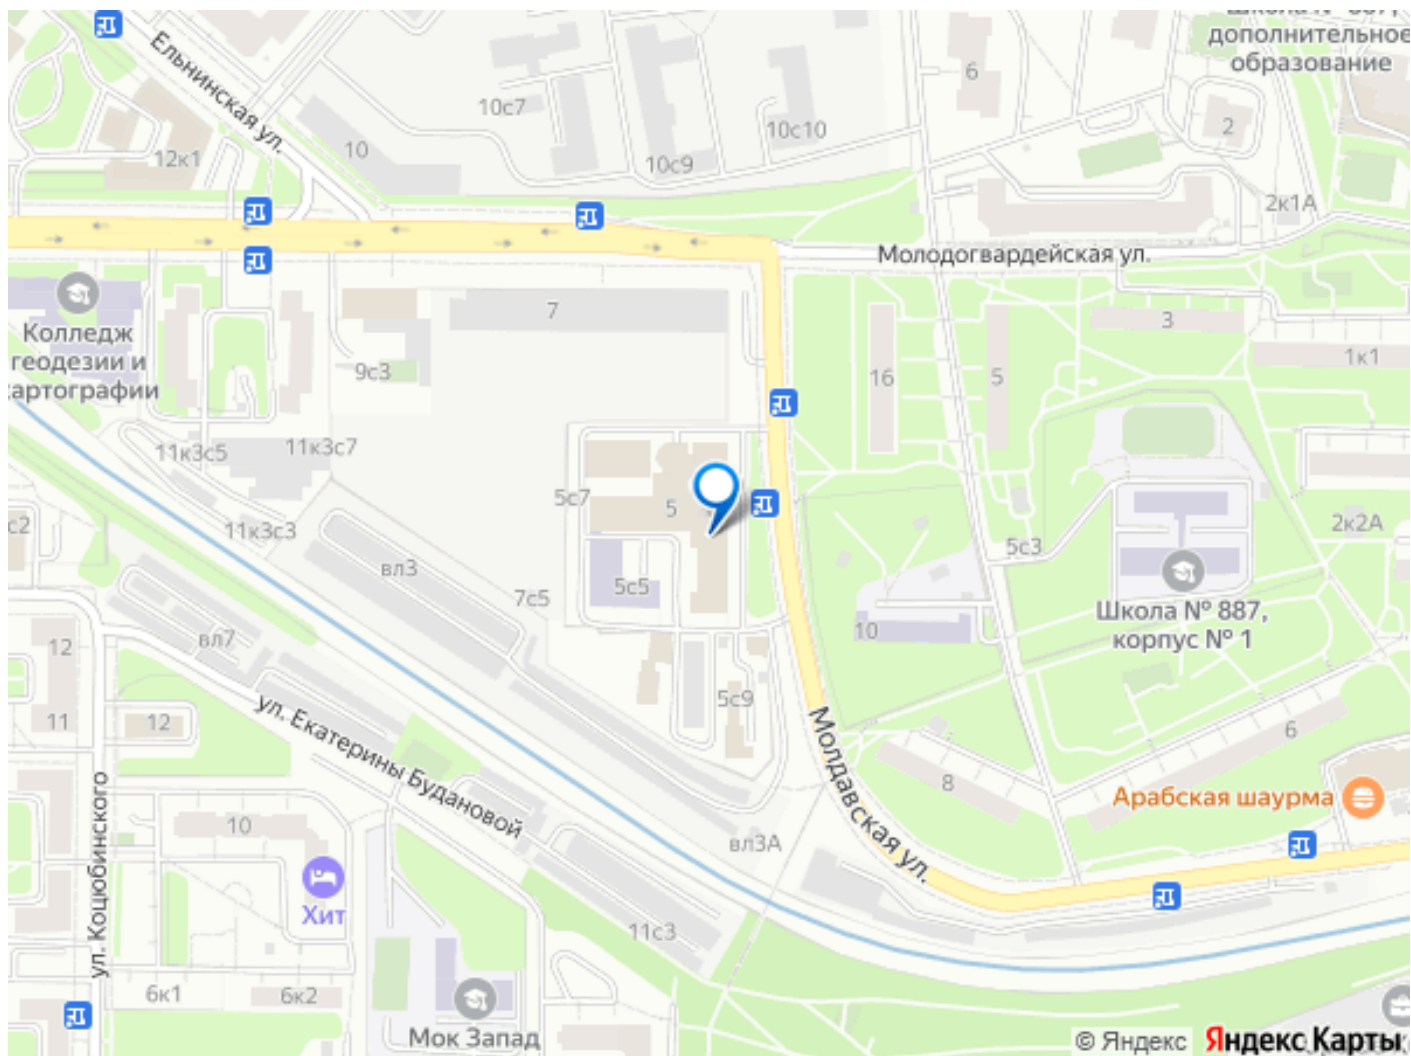 дополнительное
образование
Ельнинская ул.
6
10с7
10
10с10
2
12к1
10с9
2к1А
Молодогвардейская ул.
Колледж
геодезии и
картографии
7
3
1к1
9с3
16
5
11к3с5
11к3с7
5с7
5
11к3с3
2к2А
5с3
вл3
5с5
7с5
Школа № 887,
корпус № 1
10
12
вл7
11
12
5с9
ул. Екатерины Будановой
Молдавская ул.
6
8
Арабская шаурма
10
вл3А
ул. Коцюбинского
Хит
11с3
6к1
6к2
Мок Запад
© Яндекс Яндекс Карты